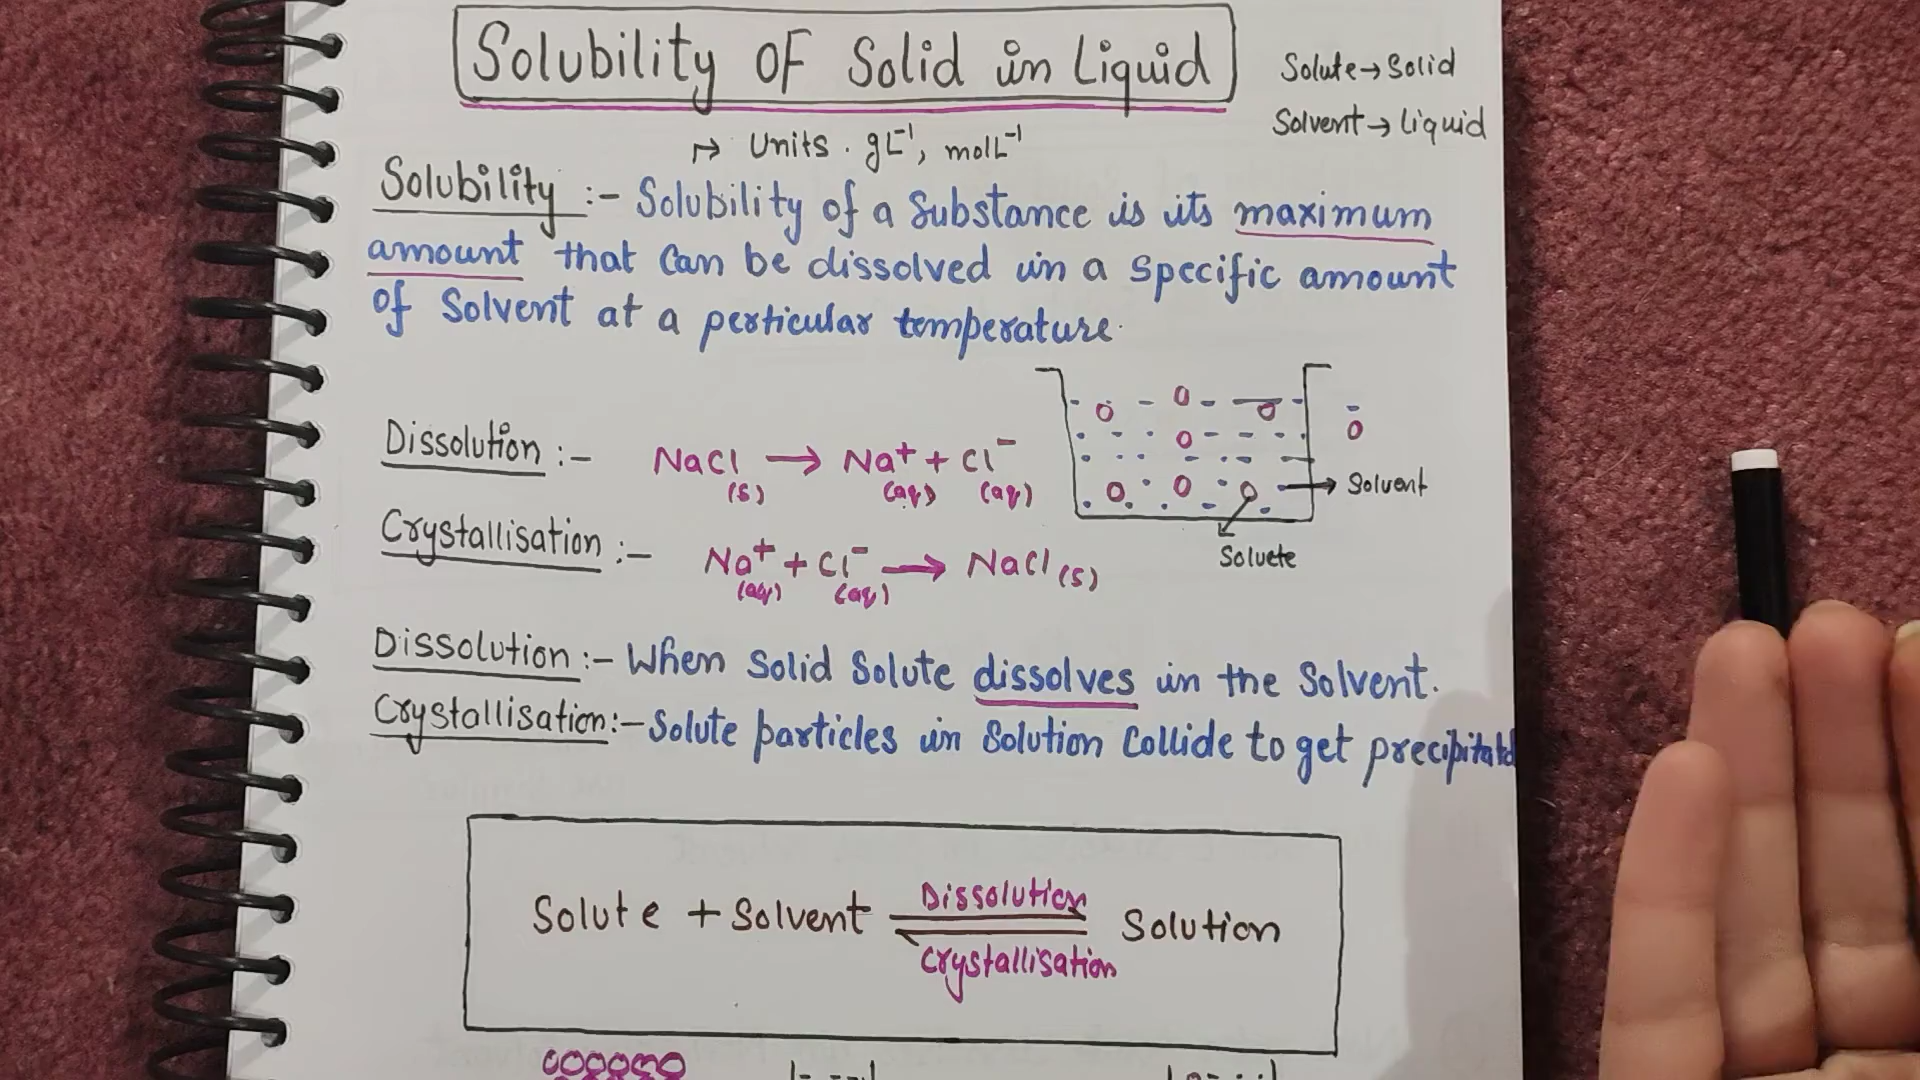 Solubility OF Solid in Liquid
Solute → Solid
Solvent → Liquid
↦ Units. gL⁻¹, molL⁻¹
Solubility :- Solubility of a Substance is its maximum
amount that can be dissolved in a specific amount
of Solvent at a perticular temperature.
Dissolution :- NaCl(s) → Na⁺(aq) + Cl⁻(aq)
Solvent
Crystallisation :- Na⁺(aq) + Cl⁻(aq) → NaCl(s)
Soluete
Dissolution :- When Solid Solute dissolves in the Solvent.
Crystallisation :- Solute particles in Solution Collide to get precipitatd
Dissolution
Solute + Solvent ⇌ Solution
Crystallisation